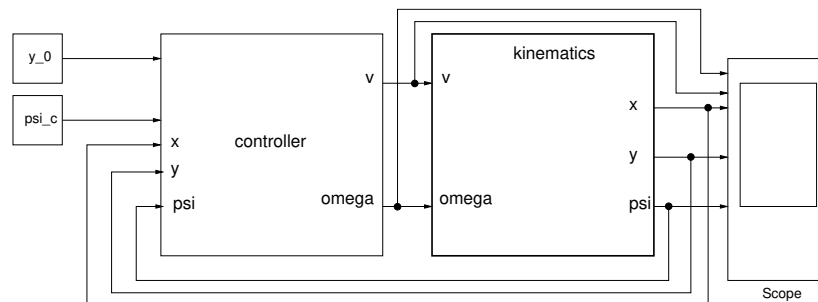 y_0
psi_c
x
y
psi
controller
v
omega
kinematics
v
omega
x
y
psi
Scope